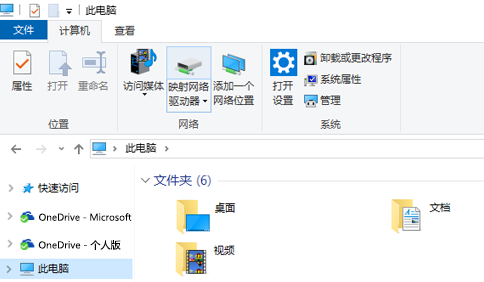 此电脑
文件 计算机 查看
属性 打开 重命名 访问媒体 映射网络驱动器 添加一个网络位置 打开设置 卸载或更改程序
系统属性
管理
位置 网络 系统
此电脑
快速访问
OneDrive - Microsoft
OneDrive - 个人版
此电脑
文件夹 (6)
桌面 文档
视频